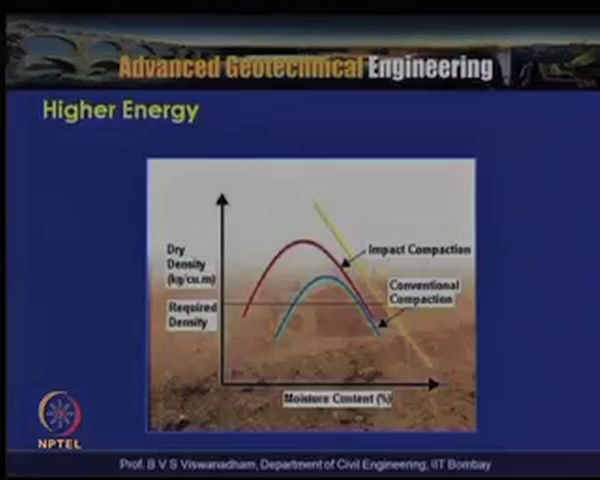 Advanced Geotechnical Engineering
Higher Energy
Dry
Density
(kg/cu.m)
Impact Compaction
Conventional
Compaction
Required
Density
Moisture Content (%)
NPTEL
Prof. B V S Viswanadham, Department of Civil Engineering, IIT Bombay